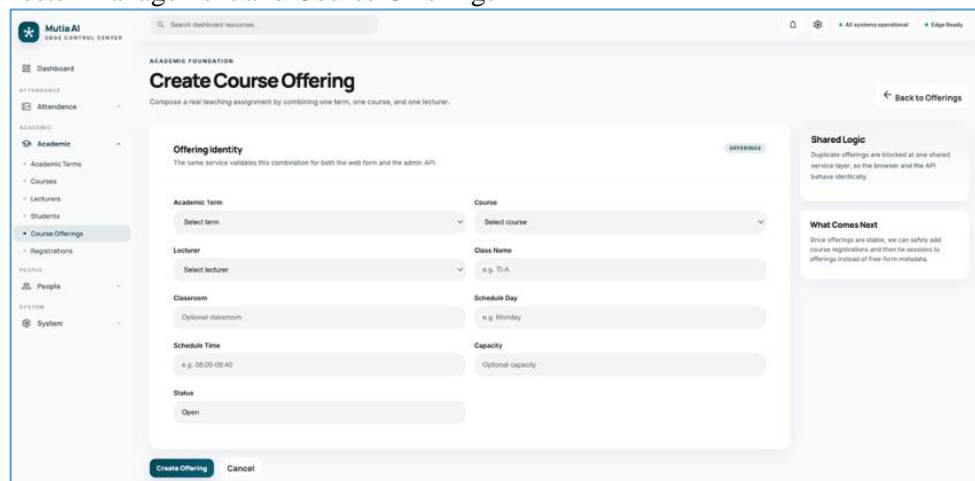 Mutia AI
EDGE CONTROL CENTER
Search dashboard resources...
All systems operational
Edge Ready
Dashboard
ATTENDANCE
Attendance
ACADEMIC
Academic
Academic Terms
Courses
Lecturers
Students
Course Offerings
Registrations
PEOPLE
People
SYSTEM
System
ACADEMIC FOUNDATION
Create Course Offering
Compose a real teaching assignment by combining one term, one course, and one lecturer.
← Back to Offerings
Offering Identity
OFFERINGS
The same service validates this combination for both the web form and the admin API.
Academic Term
Course
Select term
Select course
Lecturer
Class Name
Select lecturer
e.g. TI-A
Classroom
Schedule Day
Optional classroom
e.g. Monday
Schedule Time
Capacity
e.g. 08:00-09:40
Optional capacity
Status
Open
Create Offering
Cancel
Shared Logic
Duplicate offerings are blocked at one shared
service layer, so the browser and the API
behave identically.
What Comes Next
Once offerings are stable, we can safely add
course registrations and then tie sessions to
offerings instead of free-form metadata.